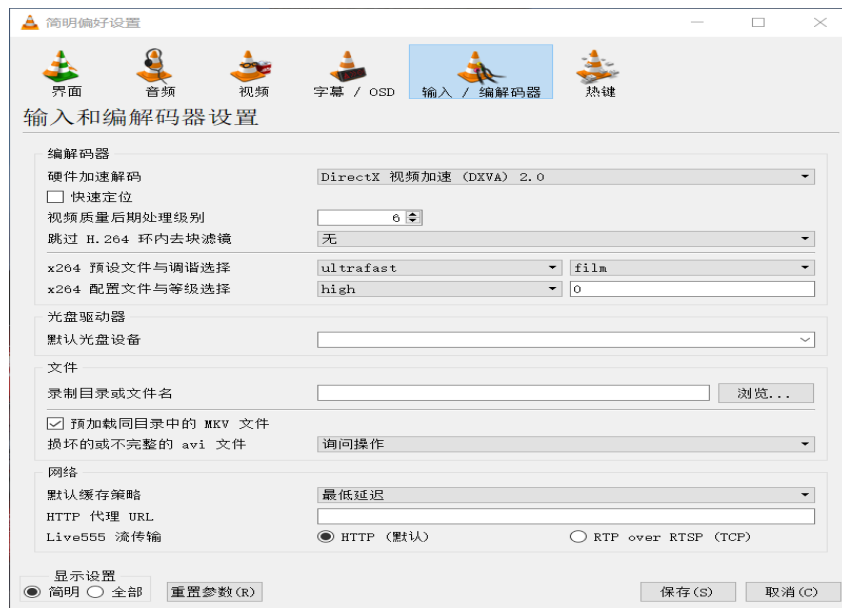 简明偏好设置
界面 音频 视频 字幕 / OSD 输入 / 编解码器 热键
输入和编解码器设置
编解码器
硬件加速解码 DirectX 视频加速 (DXVA) 2.0
快速定位
视频质量后期处理级别 6
跳过 H.264 环内去块滤镜 无
x264 预设文件与调谐选择 ultrafast film
x264 配置文件与等级选择 high 0
光盘驱动器
默认光盘设备
文件
录制目录或文件名 浏览...
预加载同目录中的 MKV 文件
损坏的或不完整的 avi 文件 询问操作
网络
默认缓存策略 最低延迟
HTTP 代理 URL
Live555 流传输 HTTP (默认) RTP over RTSP (TCP)
显示设置
简明 全部 重置参数(R) 保存(S) 取消(C)